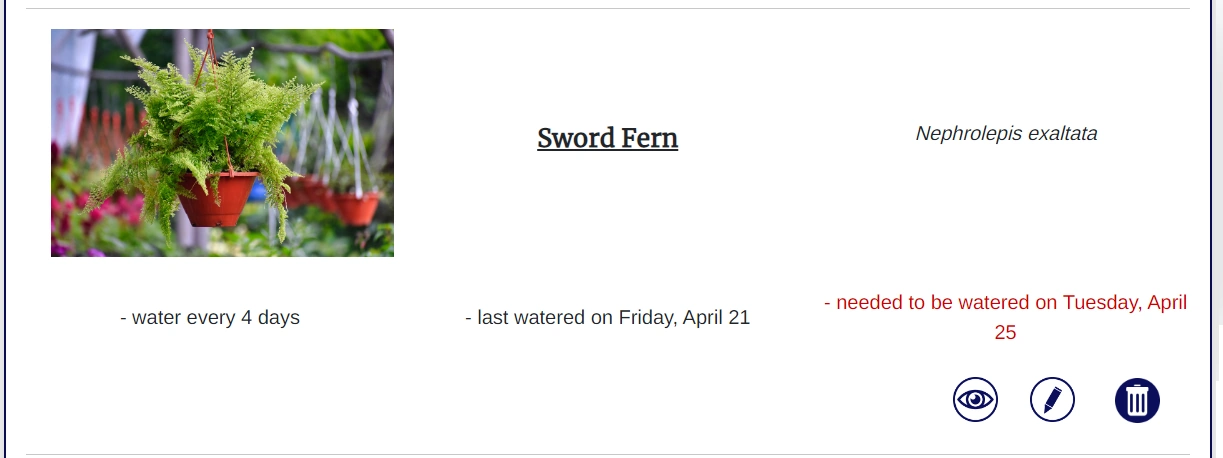 Sword Fern
Nephrolepis exaltata
- water every 4 days
- last watered on Friday, April 21
- needed to be watered on Tuesday, April
25